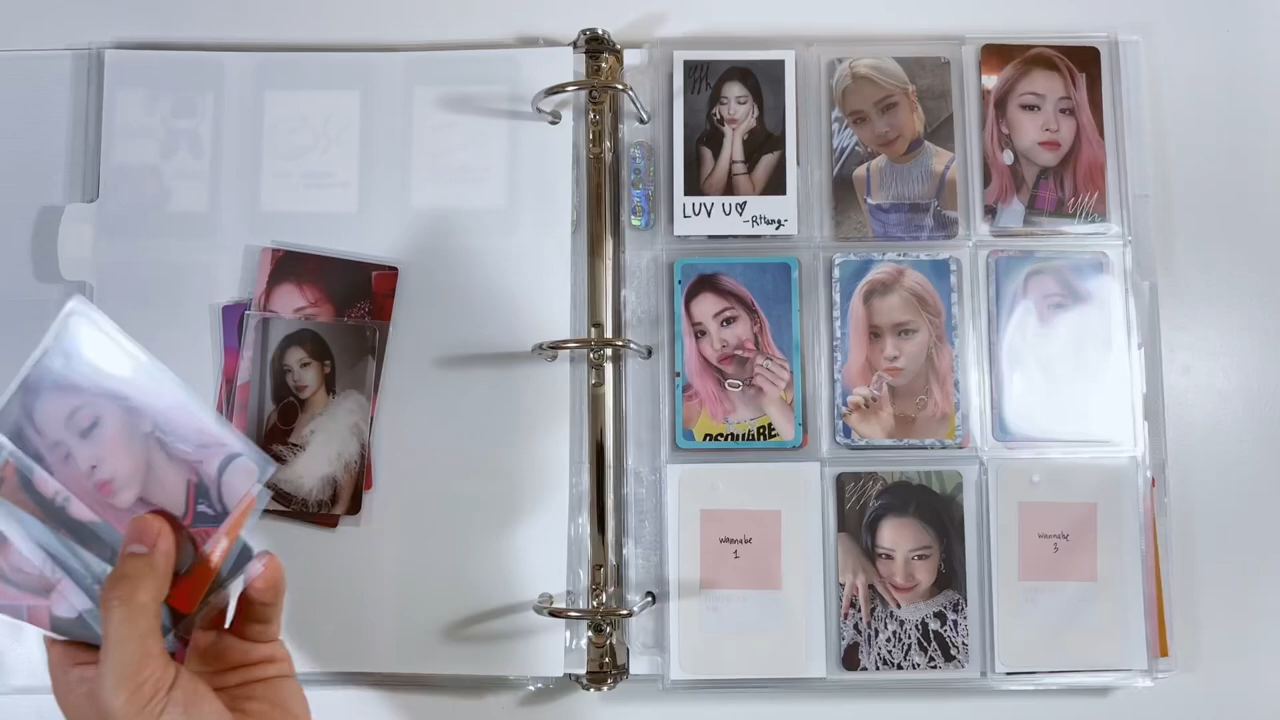 LUV U♡
-Rttang-
DSQUARE
wannabe
1
wannabe
3